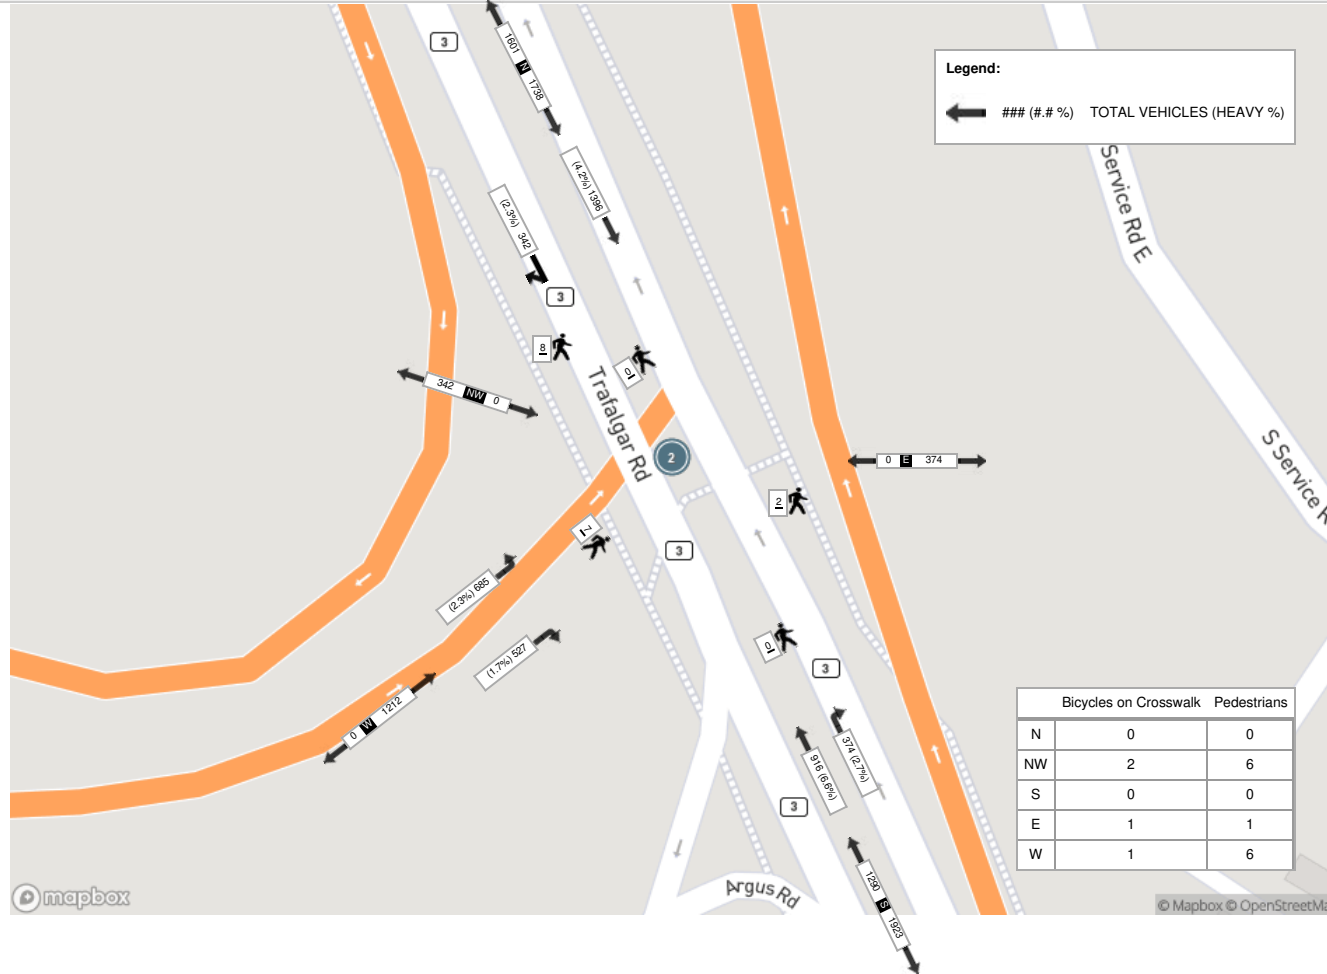 3
1601 N 1738
Legend:
### (#.# %) TOTAL VEHICLES (HEAVY %)
(4.2%) 1396
S Service Rd E
(2.3%) 342
3
8
0
342 NW 0
Trafalgar Rd
2
0 E 374
S Service R
2
7
3
(2.3%) 685
0
(1.7%) 527
3
0 W 1212
374 (2.7%)
916 (6.6%)
3
Bicycles on Crosswalk Pedestrians
N 0 0
NW 2 6
S 0 0
E 1 1
W 1 6
1290 S 1923
Argus Rd
mapbox
© Mapbox © OpenStreetMa